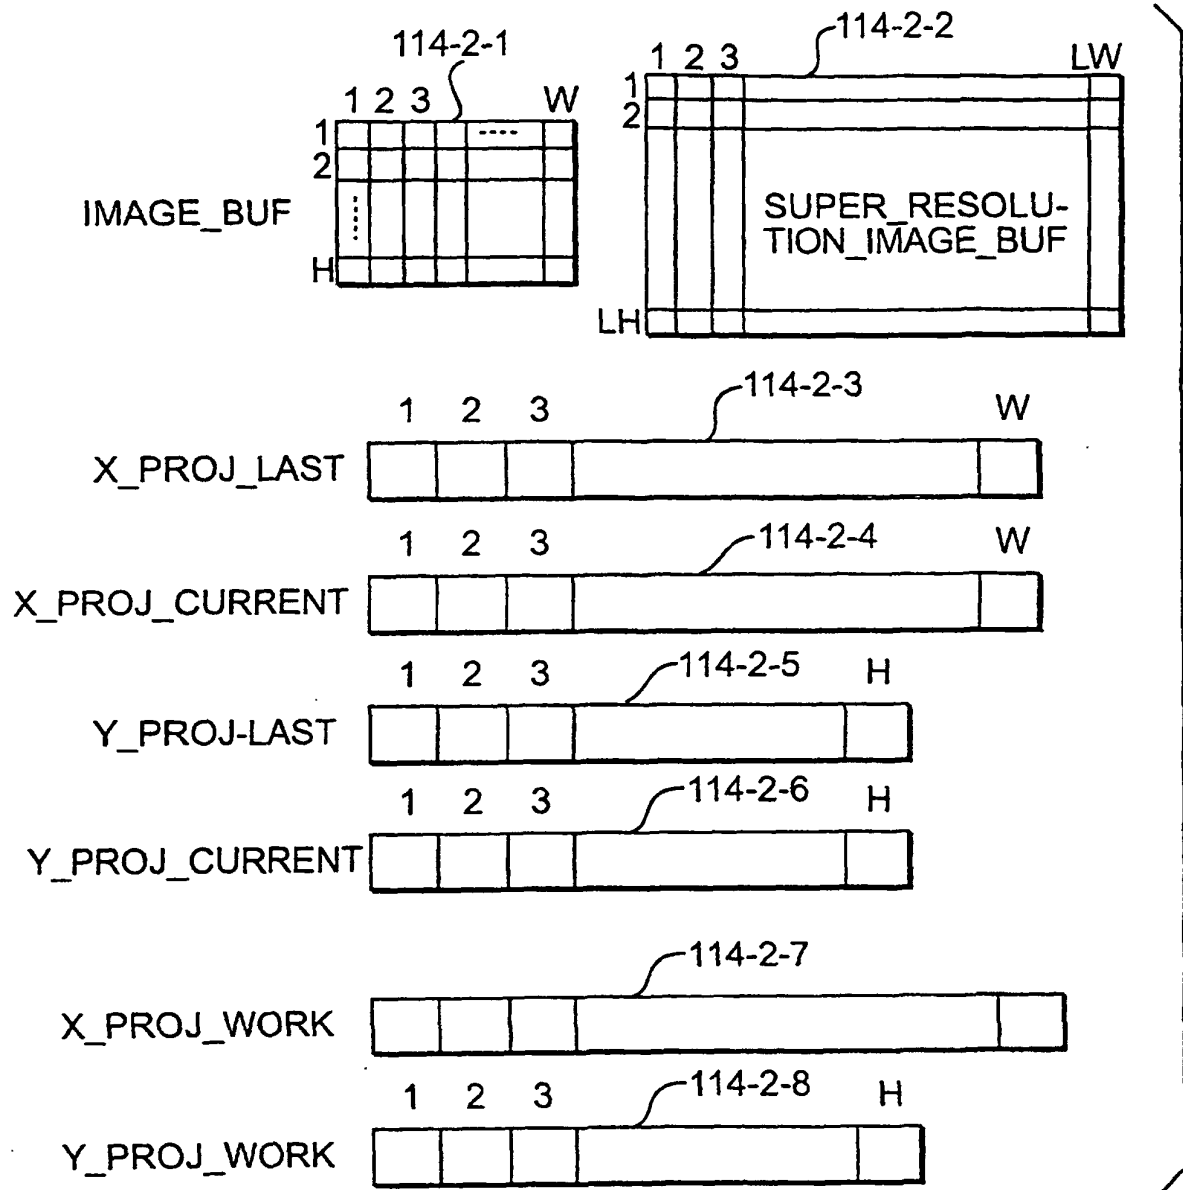 114-2-1
1 2 3 W
1
2
H
IMAGE_BUF
114-2-2
1 2 3 LW
1
2
LH
SUPER_RESOLU-
TION_IMAGE_BUF
114-2-3
1 2 3 W
X_PROJ_LAST
114-2-4
1 2 3 W
X_PROJ_CURRENT
114-2-5
1 2 3 H
Y_PROJ-LAST
114-2-6
1 2 3 H
Y_PROJ_CURRENT
114-2-7
X_PROJ_WORK
114-2-8
1 2 3 H
Y_PROJ_WORK